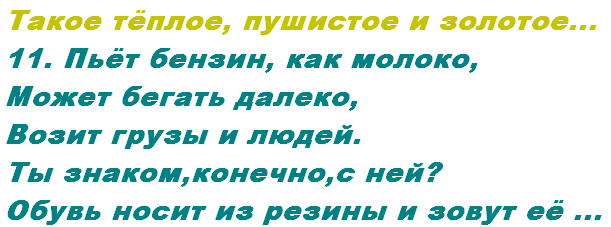 Такое тёплое, пушистое и золотое...
11. Пьёт бензин, как молоко,
Может бегать далеко,
Возит грузы и людей.
Ты знаком,конечно,с ней?
Обувь носит из резины и зовут её ...